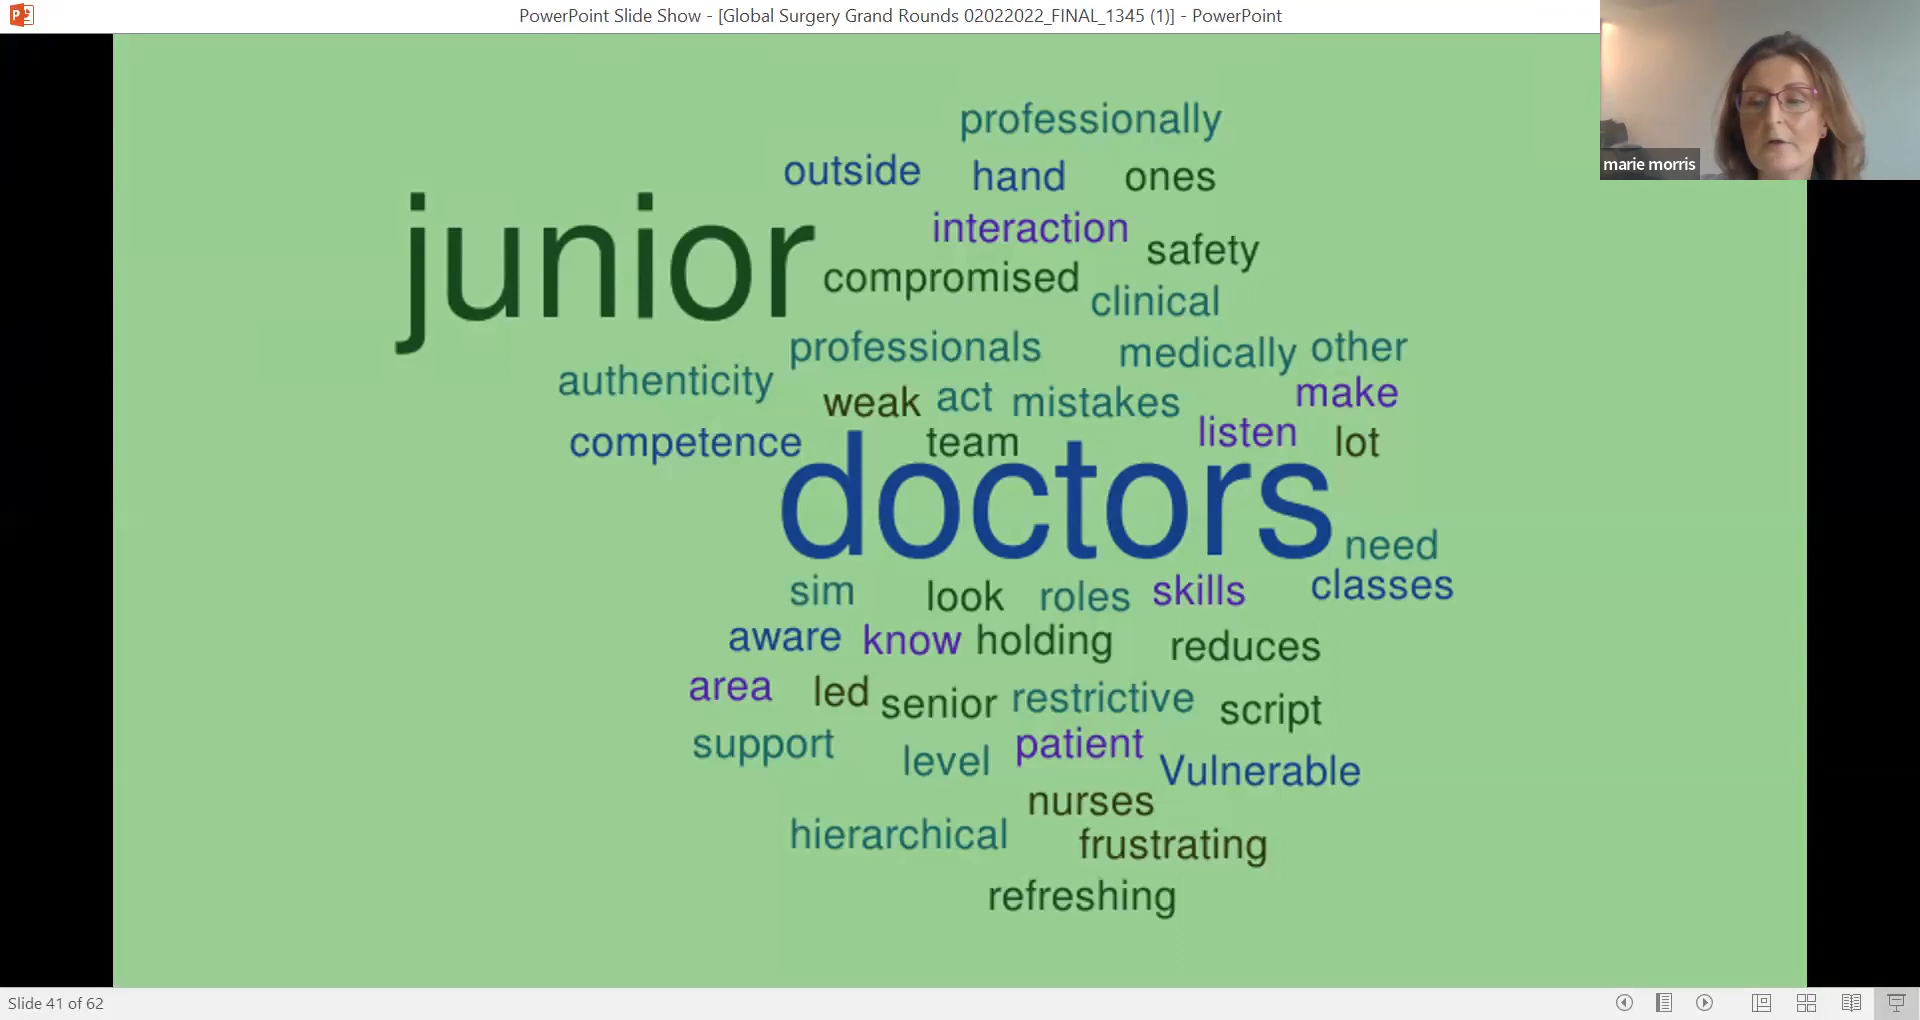 PowerPoint Slide Show - [Global Surgery Grand Rounds 02022022_FINAL_1345 (1)] - PowerPoint
marie morris
professionally
outside hand ones
junior
interaction
safety
compromised
clinical
professionals medically other
authenticity
weak act mistakes make
competence team listen lot
doctors
need
sim look roles skills classes
aware know holding reduces
area led senior restrictive script
support level patient Vulnerable
nurses
hierarchical frustrating
refreshing
Slide 41 of 62